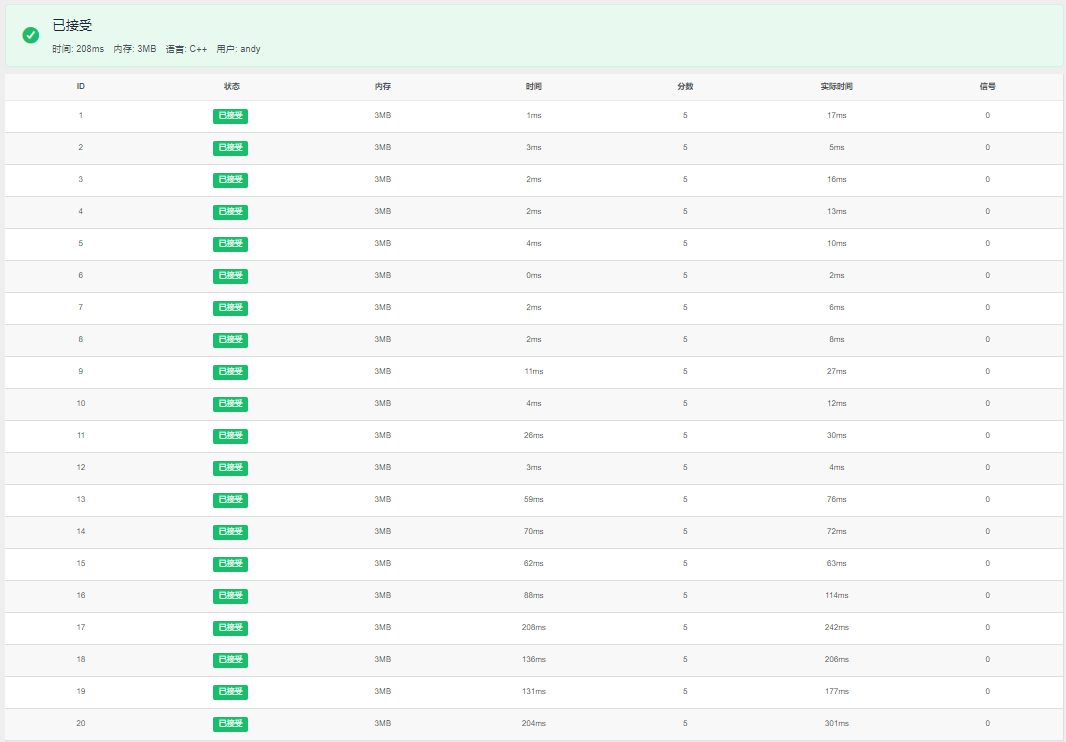 已接受
时间: 208ms 内存: 3MB 语言: C++ 用户: andy
ID 状态 内存 时间 分数 实际时间 信号
1 已接受 3MB 1ms 5 17ms 0
2 已接受 3MB 3ms 5 5ms 0
3 已接受 3MB 2ms 5 16ms 0
4 已接受 3MB 2ms 5 13ms 0
5 已接受 3MB 4ms 5 10ms 0
6 已接受 3MB 0ms 5 2ms 0
7 已接受 3MB 2ms 5 6ms 0
8 已接受 3MB 2ms 5 8ms 0
9 已接受 3MB 11ms 5 27ms 0
10 已接受 3MB 4ms 5 12ms 0
11 已接受 3MB 26ms 5 30ms 0
12 已接受 3MB 3ms 5 4ms 0
13 已接受 3MB 59ms 5 76ms 0
14 已接受 3MB 70ms 5 72ms 0
15 已接受 3MB 62ms 5 63ms 0
16 已接受 3MB 88ms 5 114ms 0
17 已接受 3MB 208ms 5 242ms 0
18 已接受 3MB 136ms 5 206ms 0
19 已接受 3MB 131ms 5 177ms 0
20 已接受 3MB 204ms 5 301ms 0